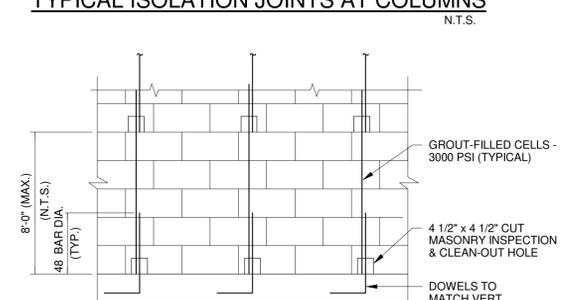 TYPICAL ISOLATION JOINTS AT COLUMNS
N.T.S.
GROUT-FILLED CELLS -
3000 PSI (TYPICAL)
8'-0" (MAX.)
(N.T.S.)
48 BAR DIA.
(TYP.)
4 1/2" x 4 1/2" CUT
MASONRY INSPECTION
& CLEAN-OUT HOLE
DOWELS TO
MATCH VERT.